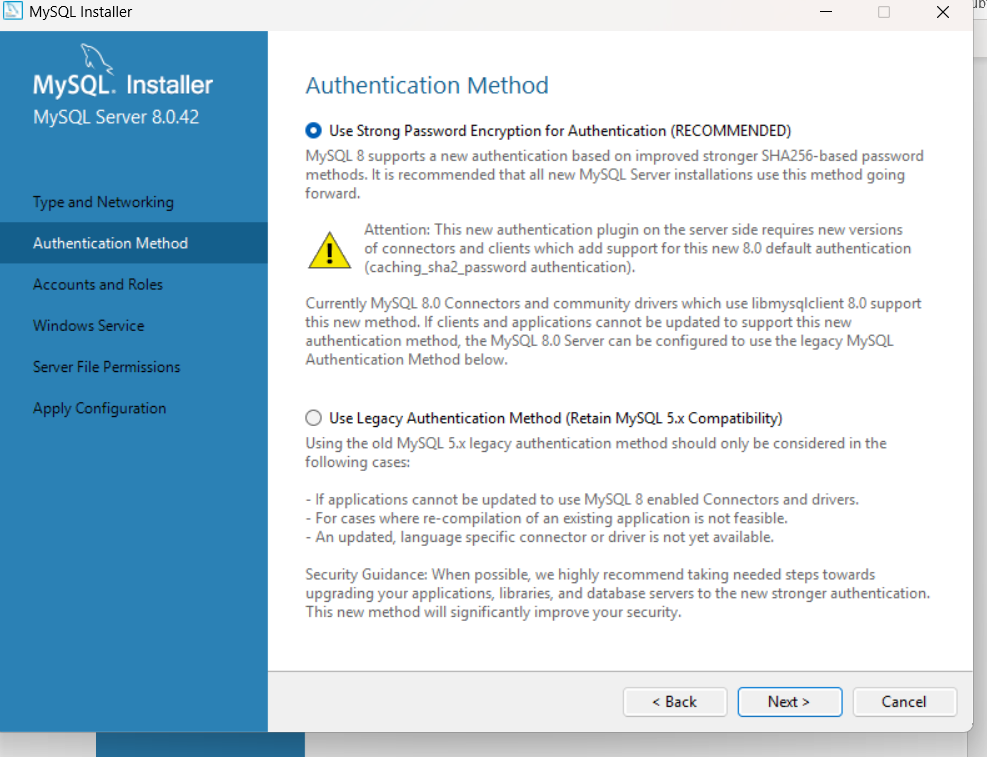 MySQL Installer
MySQL. Installer
MySQL Server 8.0.42
Type and Networking
Authentication Method
Accounts and Roles
Windows Service
Server File Permissions
Apply Configuration
Authentication Method
Use Strong Password Encryption for Authentication (RECOMMENDED)
MySQL 8 supports a new authentication based on improved stronger SHA256-based password
methods. It is recommended that all new MySQL Server installations use this method going
forward.
Attention: This new authentication plugin on the server side requires new versions
of connectors and clients which add support for this new 8.0 default authentication
(caching_sha2_password authentication).
Currently MySQL 8.0 Connectors and community drivers which use libmysqlclient 8.0 support
this new method. If clients and applications cannot be updated to support this new
authentication method, the MySQL 8.0 Server can be configured to use the legacy MySQL
Authentication Method below.
Use Legacy Authentication Method (Retain MySQL 5.x Compatibility)
Using the old MySQL 5.x legacy authentication method should only be considered in the
following cases:
- If applications cannot be updated to use MySQL 8 enabled Connectors and drivers.
- For cases where re-compilation of an existing application is not feasible.
- An updated, language specific connector or driver is not yet available.
Security Guidance: When possible, we highly recommend taking needed steps towards
upgrading your applications, libraries, and database servers to the new stronger authentication.
This new method will significantly improve your security.
< Back
Next >
Cancel